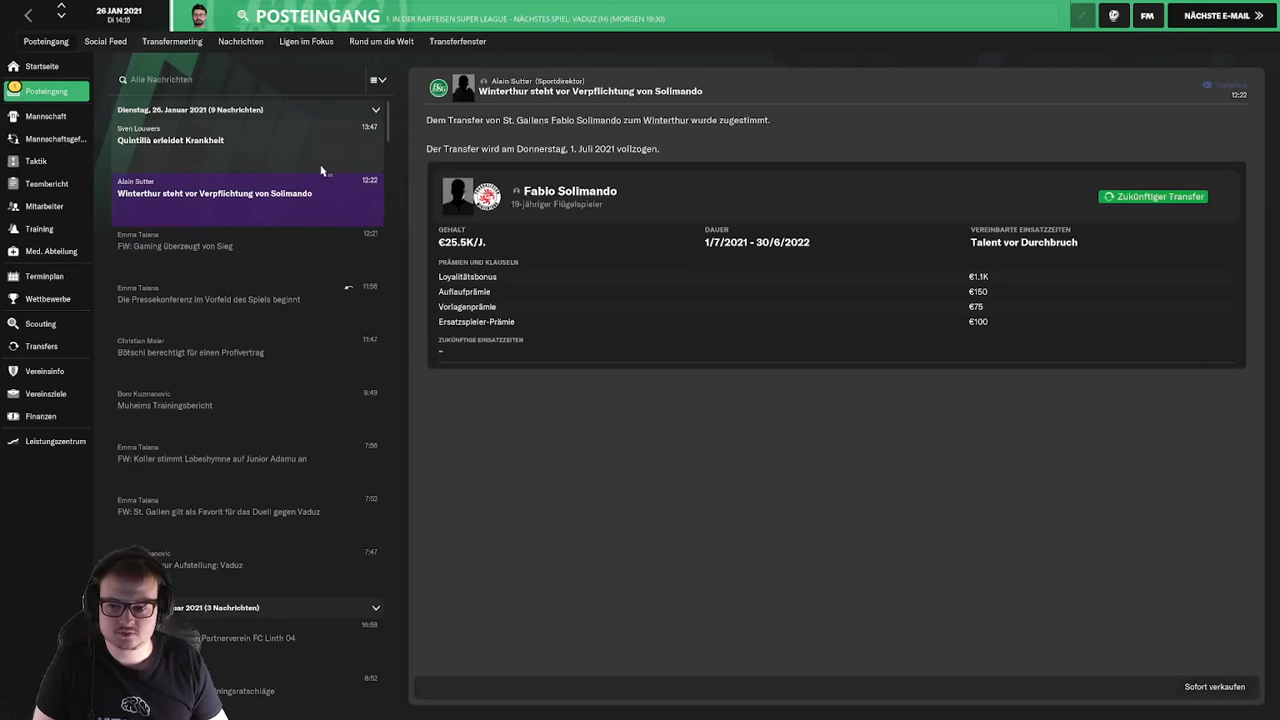 26 JAN 2021
DI 14:15
POSTEINGANG
1. IN DER RAIFFEISEN SUPER LEAGUE - NÄCHSTES SPIEL: VADUZ (H) (MORGEN 19:30)
FM
NÄCHSTE E-MAIL
Posteingang
Social Feed
Transfermeeting
Nachrichten
Ligen im Fokus
Rund um die Welt
Transferfenster
Startseite
Posteingang
Mannschaft
Mannschaftsgef...
Taktik
Teambericht
Mitarbeiter
Training
Med. Abteilung
Terminplan
Wettbewerbe
Scouting
Transfers
Vereinsinfo
Vereinsziele
Finanzen
Leistungszentrum
Alle Nachrichten
Dienstag, 26. Januar 2021 (9 Nachrichten)
Sven Louwers
13:47
Quintillà erleidet Krankheit
Alain Sutter
12:22
Winterthur steht vor Verpflichtung von Solimando
Emma Taiana
12:21
FW: Gaming überzeugt von Sieg
Emma Taiana
11:56
Die Pressekonferenz im Vorfeld des Spiels beginnt
Christian Maier
11:47
Bötschi berechtigt für einen Profivertrag
Boro Kuzmanovic
8:49
Muheims Trainingsbericht
Emma Taiana
7:56
FW: Koller stimmt Lobeshymne auf Junior Adamu an
Emma Taiana
7:52
FW: St. Gallen gilt als Favorit für das Duell gegen Vaduz
manovic
7:47
zur Aufstellung: Vaduz
uar 2021 (3 Nachrichten)
16:58
Partnerverein FC Linth 04
8:52
ningsratschläge
Alain Sutter (Sportdirektor)
Winterthur steht vor Verpflichtung von Solimando
Transfers
12:22
Dem Transfer von St. Gallens Fabio Solimando zum Winterthur wurde zugestimmt.
Der Transfer wird am Donnerstag, 1. Juli 2021 vollzogen.
Fabio Solimando
19-jähriger Flügelspieler
Zukünftiger Transfer
GEHALT
€25.5K/J.
DAUER
1/7/2021 - 30/6/2022
VEREINBARTE EINSATZZEITEN
Talent vor Durchbruch
PRÄMIEN UND KLAUSELN
Loyalitätsbonus
€1.1K
Auflaufprämie
€150
Vorlagenprämie
€75
Ersatzspieler-Prämie
€100
ZUKÜNFTIGE EINSATZZEITEN
-
Sofort verkaufen